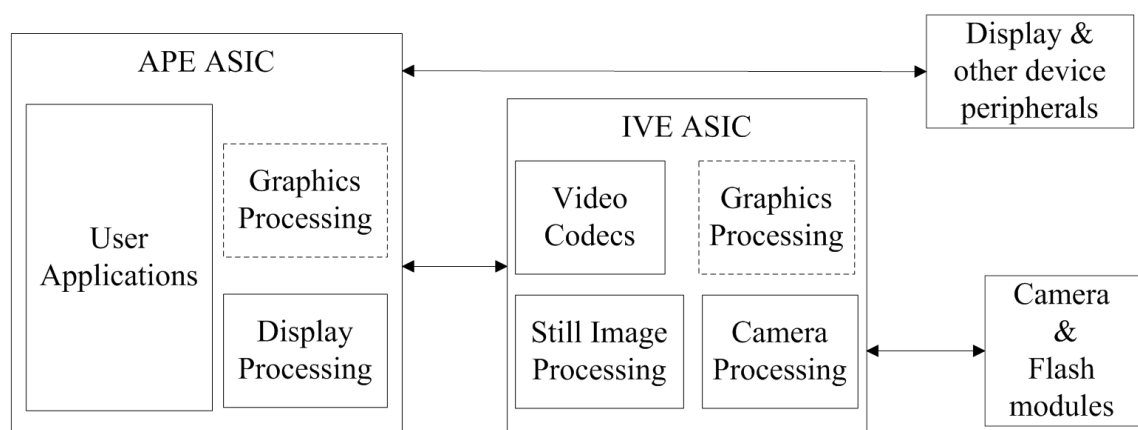 APE ASIC
User
Applications
Graphics
Processing
Display
Processing
IVE ASIC
Video
Codecs
Graphics
Processing
Still Image
Processing
Camera
Processing
Display &
other device
peripherals
Camera
&
Flash
modules